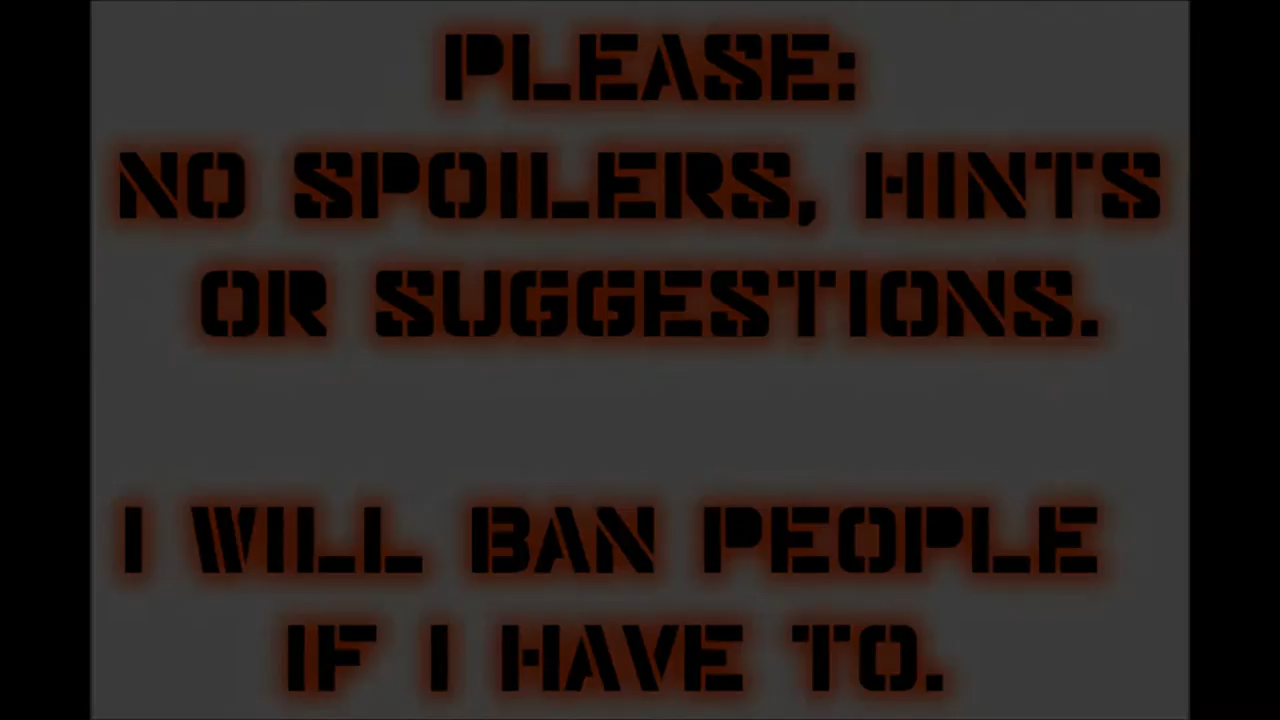 PLEASE:
NO SPOILERS, HINTS
OR SUGGESTIONS.
I WILL BAN PEOPLE
IF I HAVE TO.